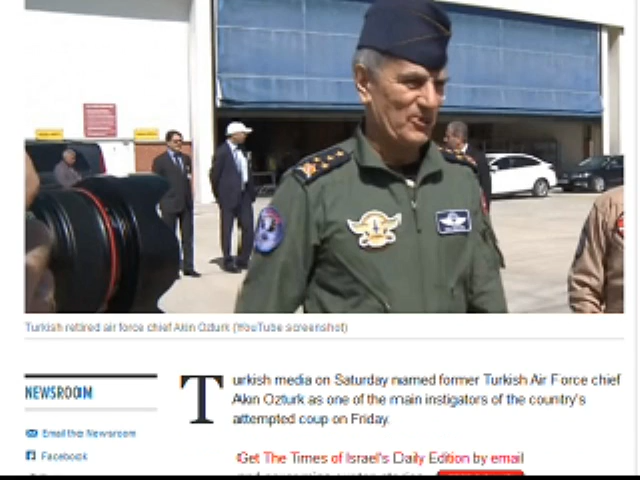 Turkish retired air force chief Akin Ozturk (YouTube screenshot)
NEWSROOM
Email the Newsroom
Facebook
Turkish media on Saturday named former Turkish Air Force chief
Akin Ozturk as one of the main instigators of the country's
attempted coup on Friday.
Get The Times of Israel's Daily Edition by email